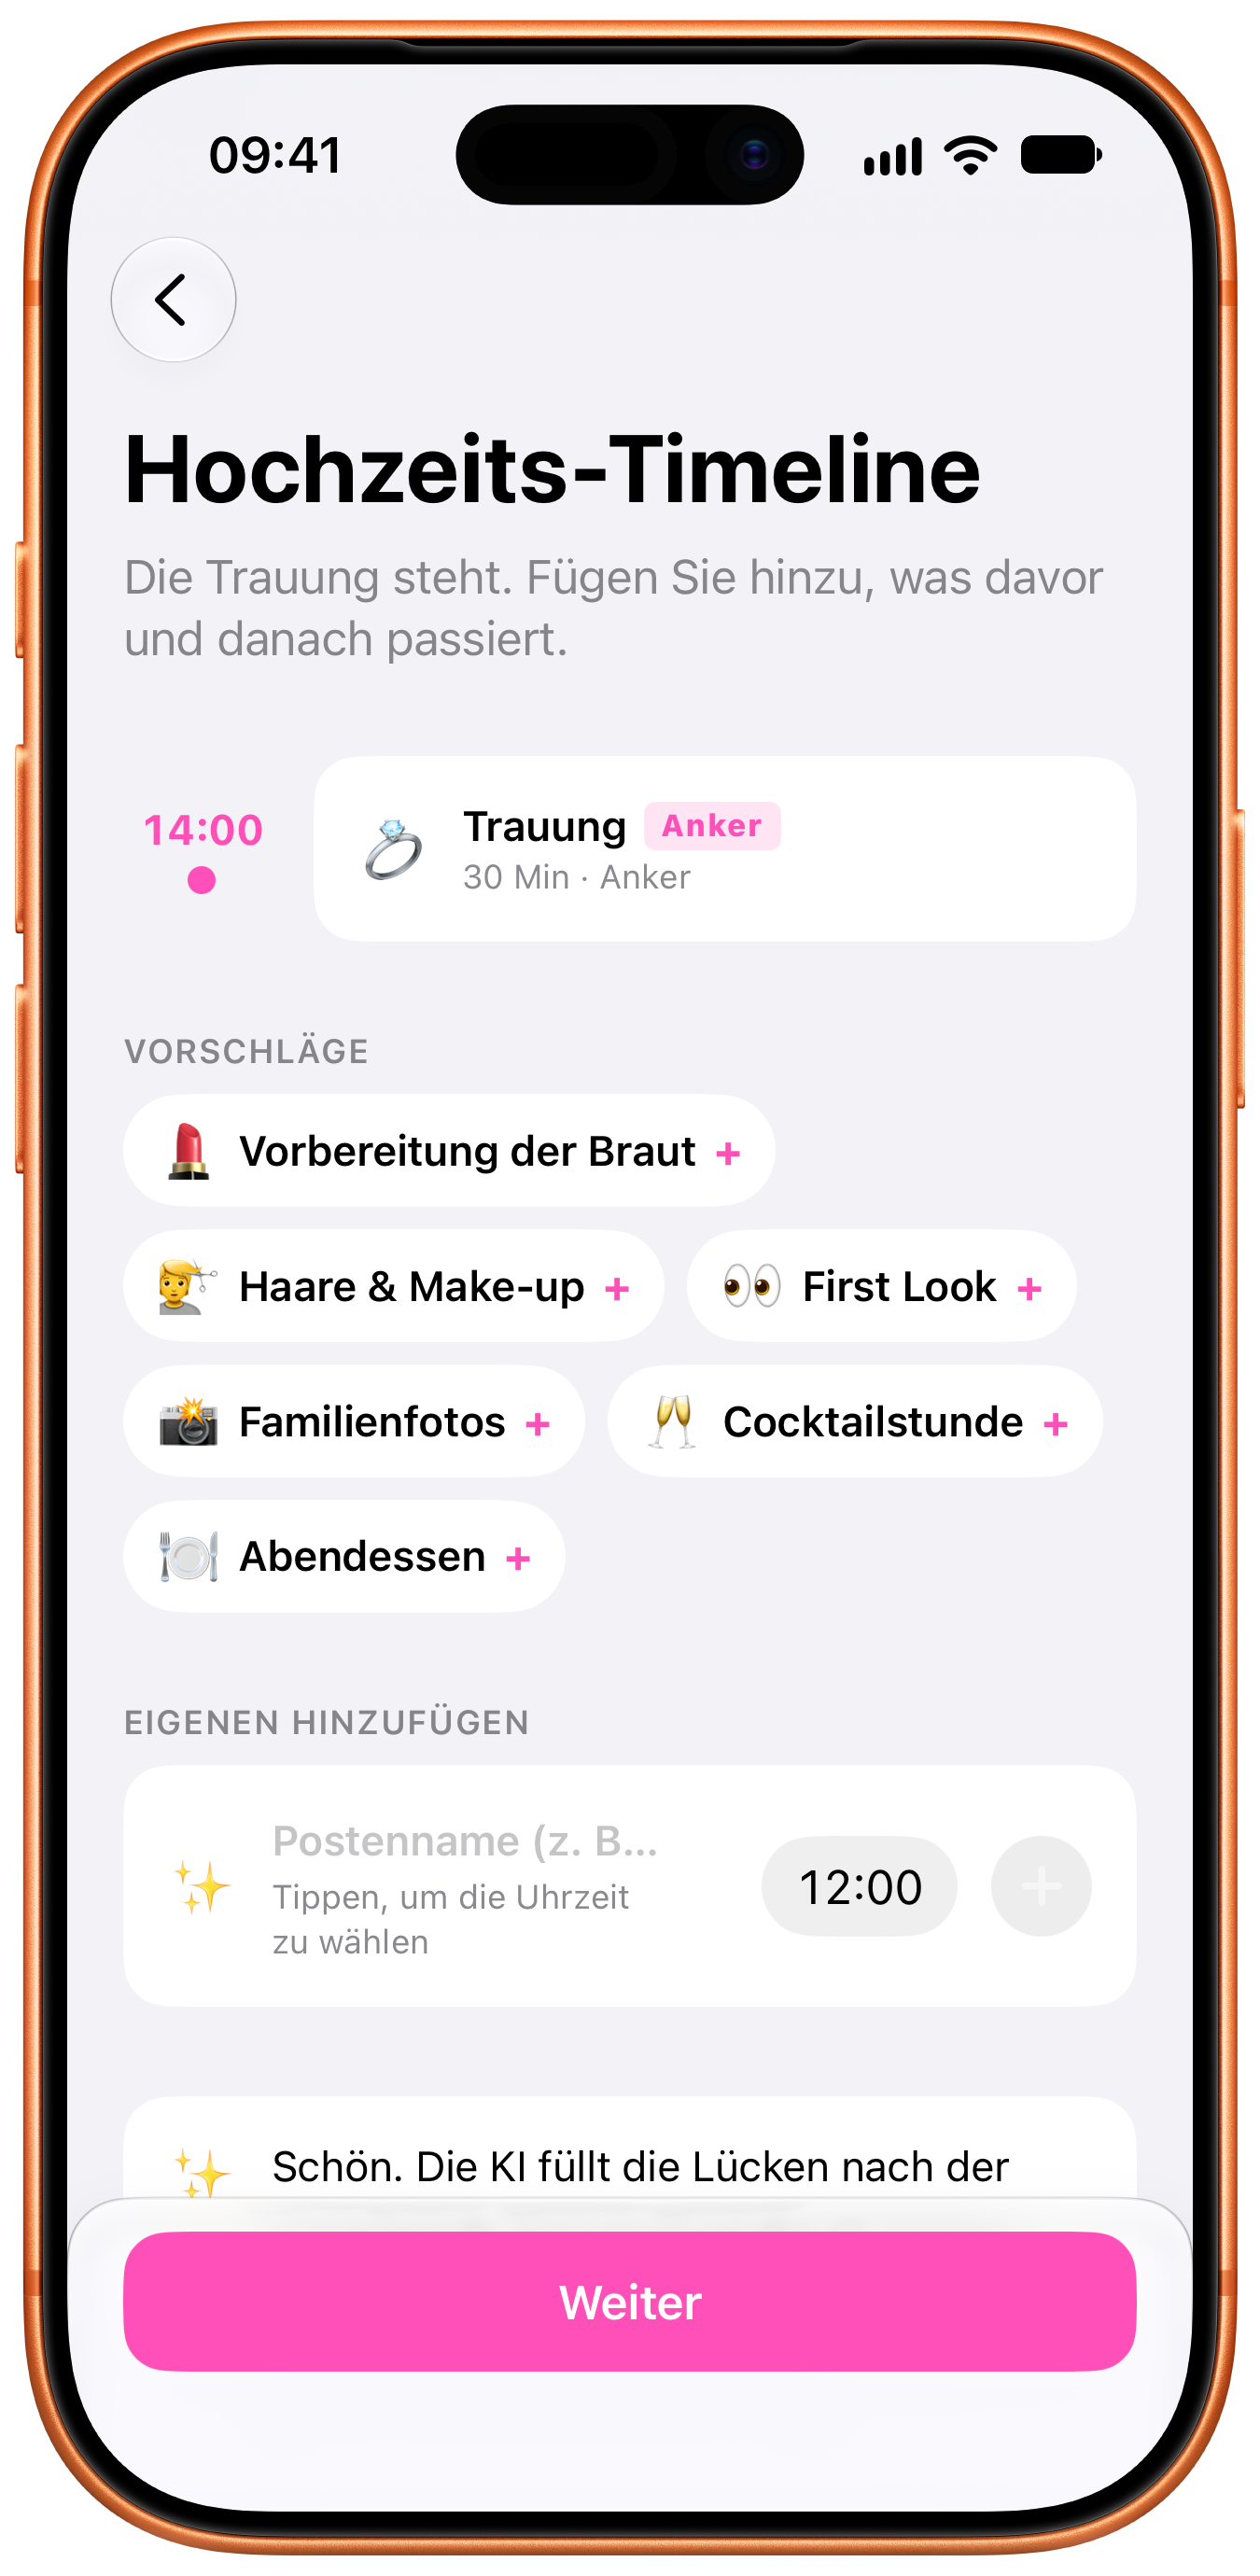 09:41
Hochzeits-Timeline
Die Trauung steht. Fügen Sie hinzu, was davor
und danach passiert.
14:00
Trauung Anker
30 Min · Anker
VORSCHLÄGE
Vorbereitung der Braut +
Haare & Make-up +
First Look +
Familienfotos +
Cocktailstunde +
Abendessen +
EIGENEN HINZUFÜGEN
Postenname (z. B...
Tippen, um die Uhrzeit
zu wählen
12:00
+
Schön. Die KI füllt die Lücken nach der
Weiter